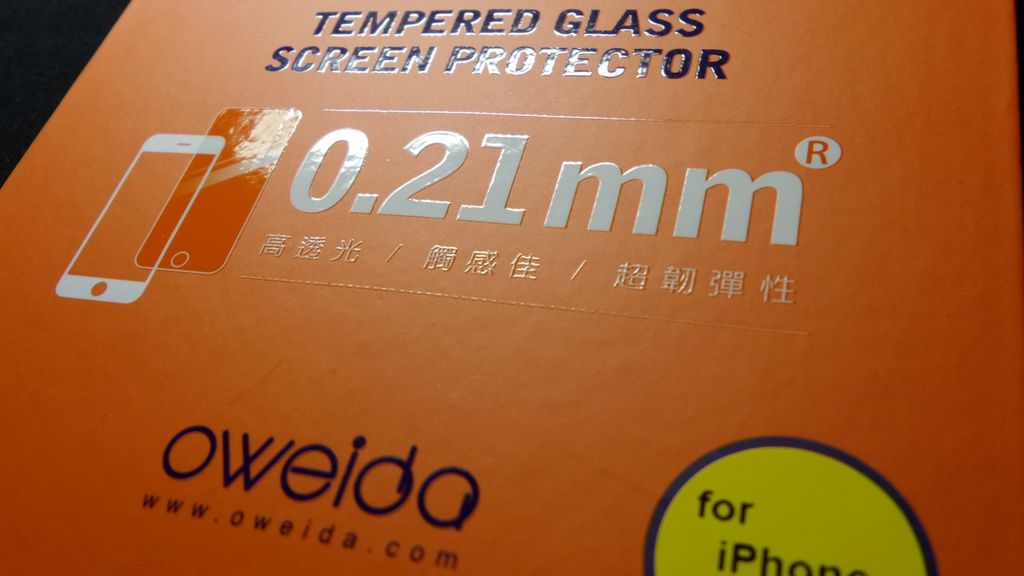 TEMPERED GLASS
SCREEN PROTECTOR
0.21mm®
高透光 / 觸感佳 / 超韌彈性
oweida
www.oweida.com
for
iPhone